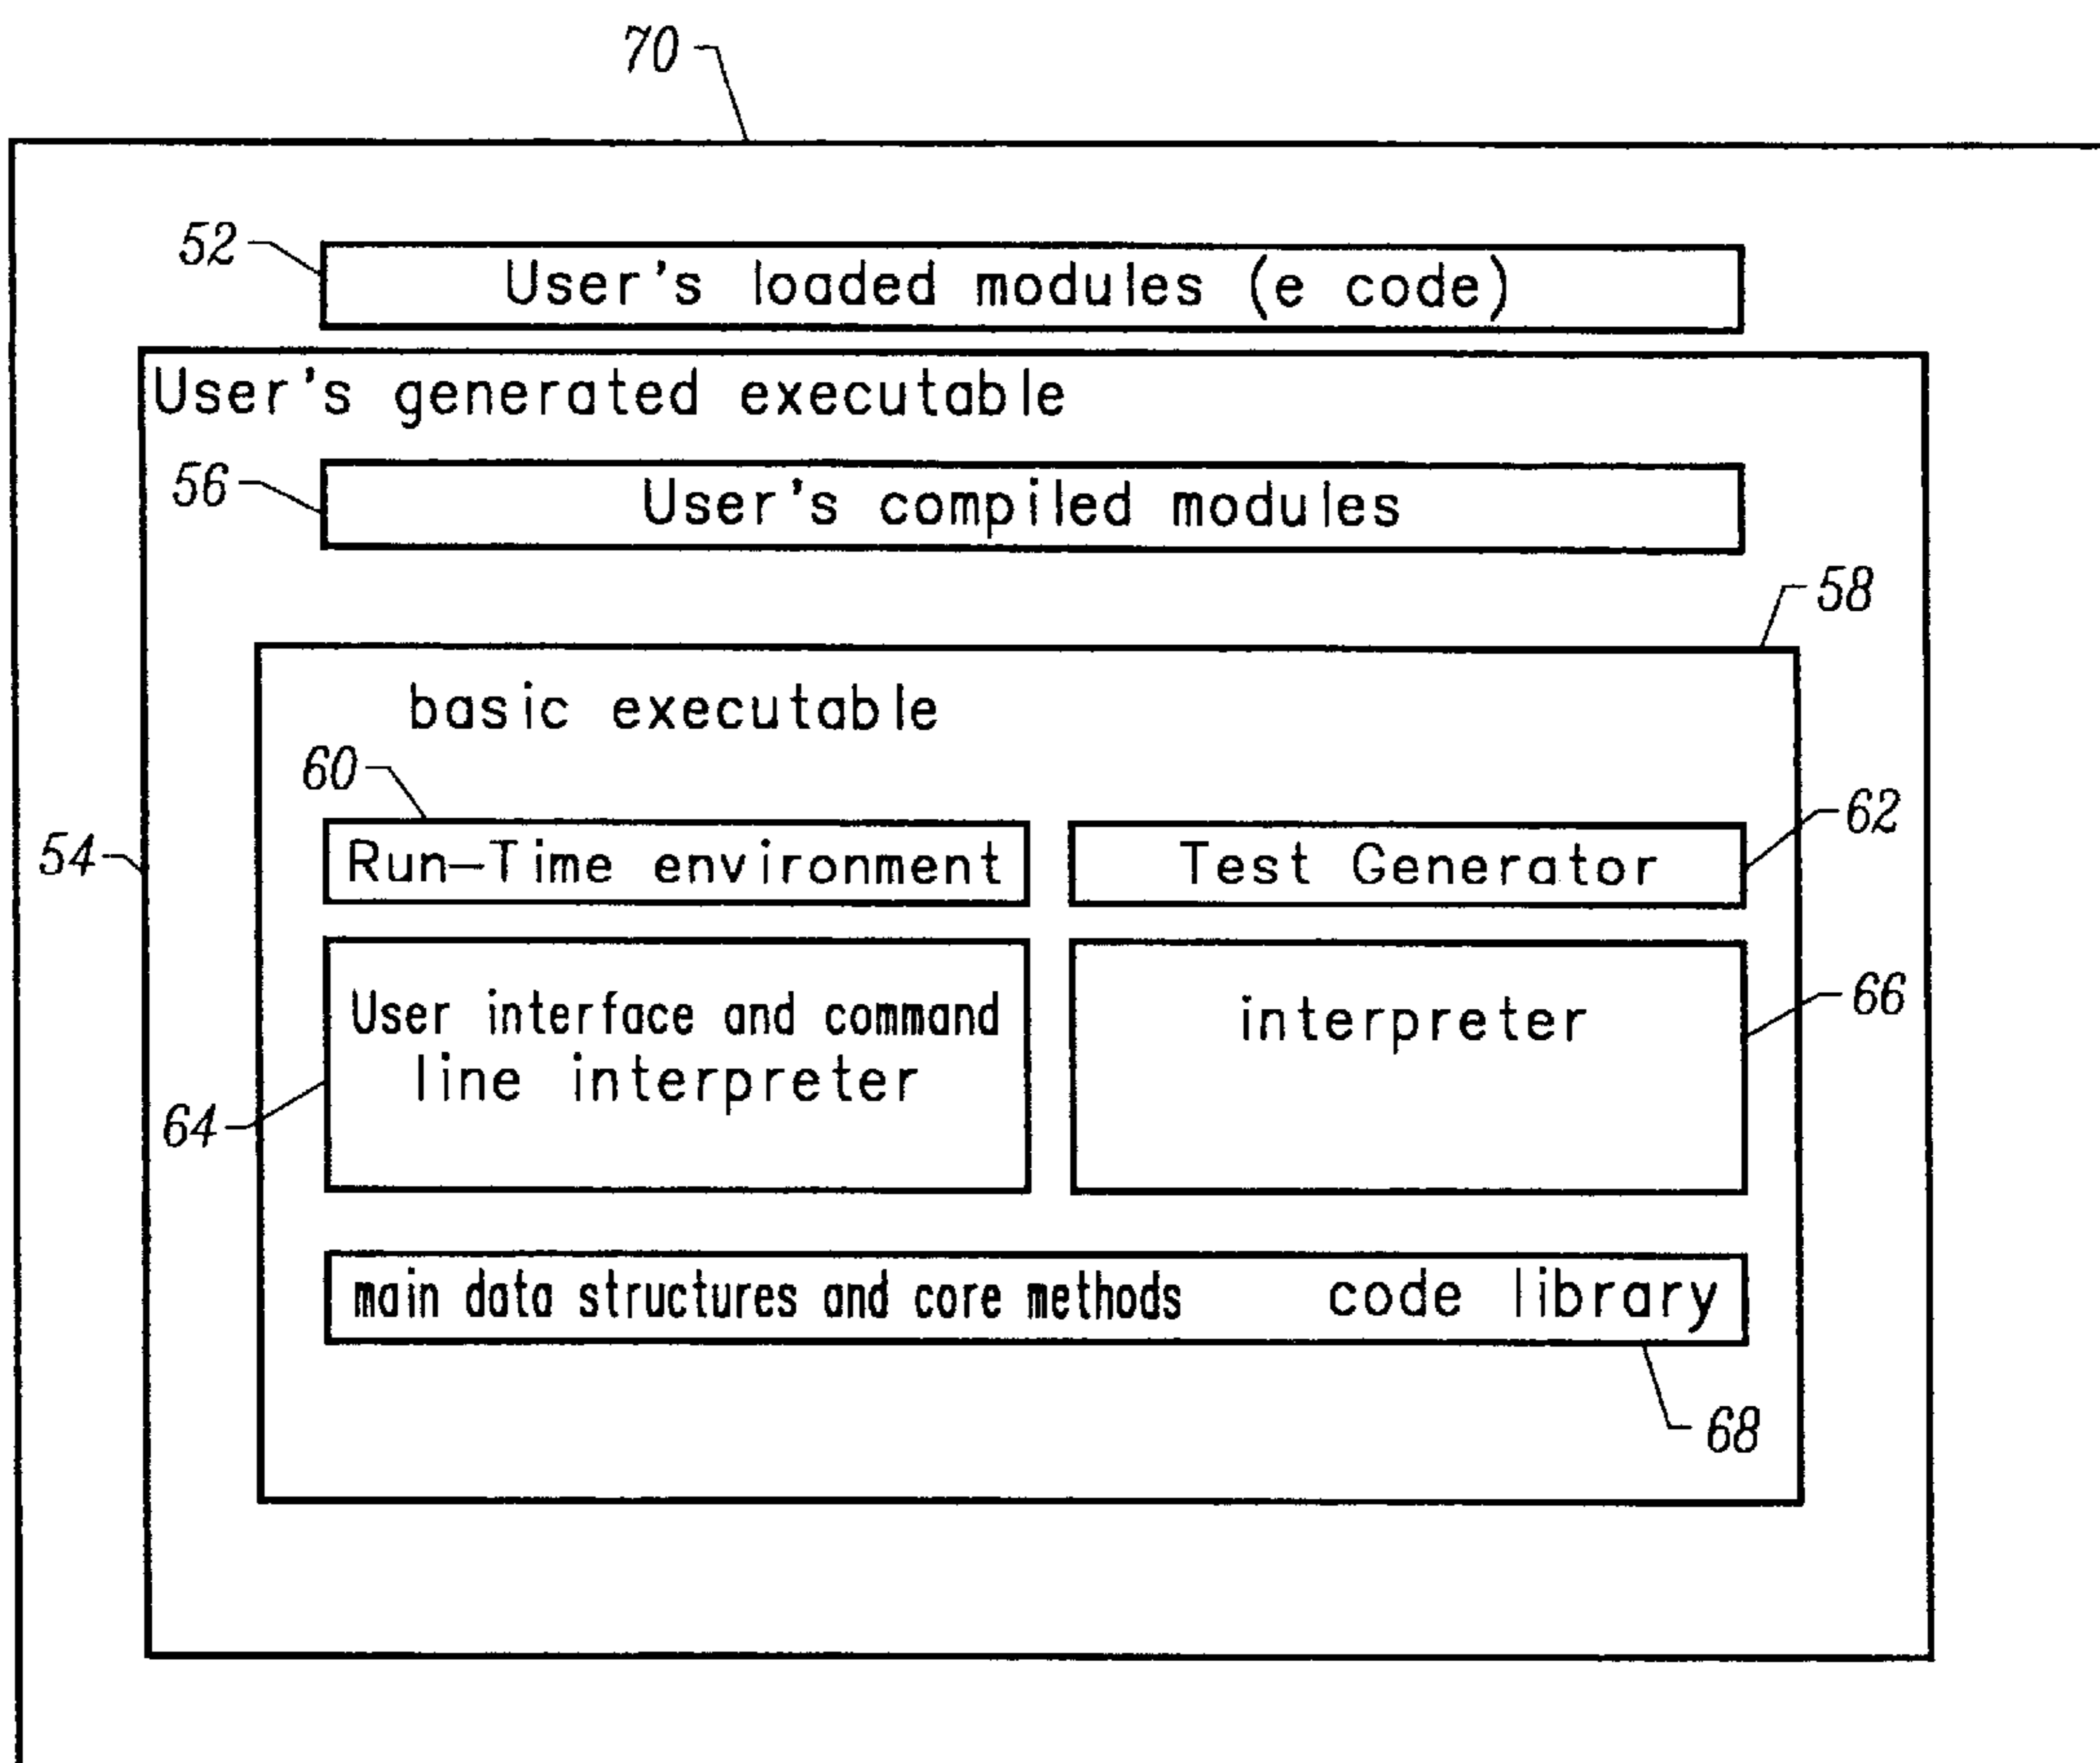 70
52
User's loaded modules (e code)
User's generated executable
56
User's compiled modules
58
basic executable
60
62
54
Run-Time environment
Test Generator
User interface and command
line interpreter
interpreter
66
64
main data structures and core methods code library
68